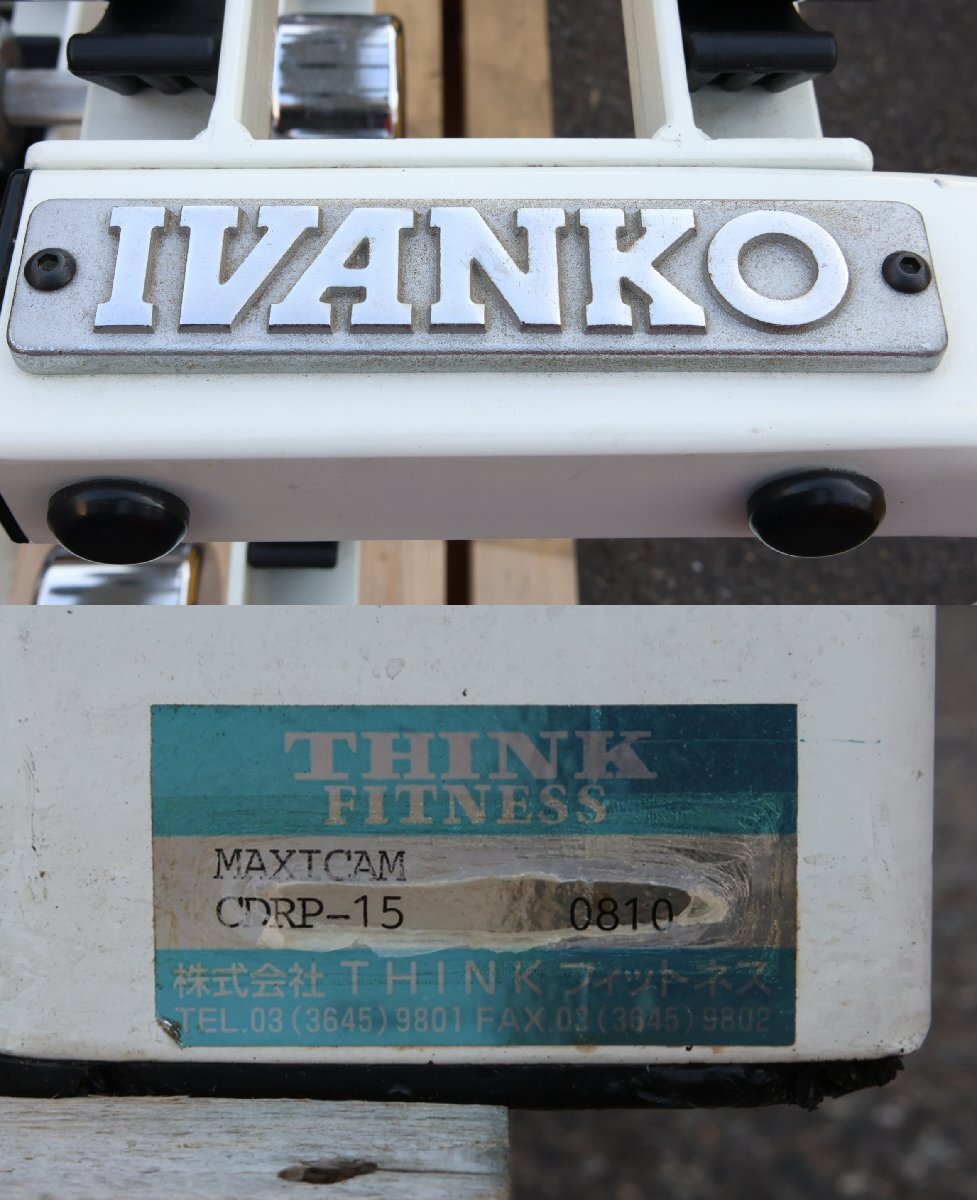 IVANKO
THINK
FITNESS
MAXTCAM
CDRP-15 0810
株式会社 THINK フィットネス
TEL.03(3645)9801 FAX.03(3645)9802